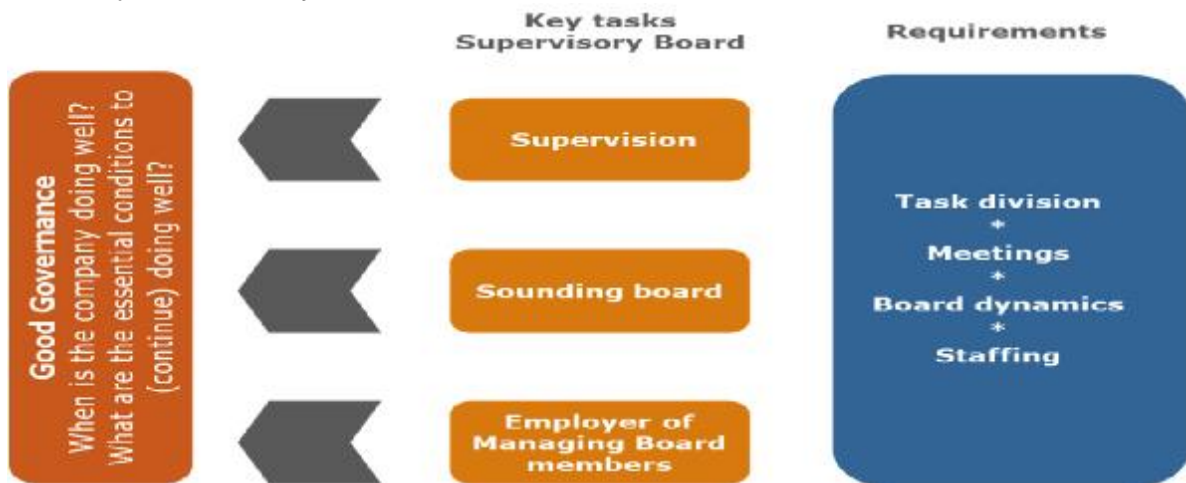 Key tasks
Supervisory Board
Requirements
Good Governance
When is the company doing well?
What are the essential conditions to
(continue) doing well?
Supervision
Sounding board
Employer of
Managing Board
members
Task division
*
Meetings
*
Board dynamics
*
Staffing